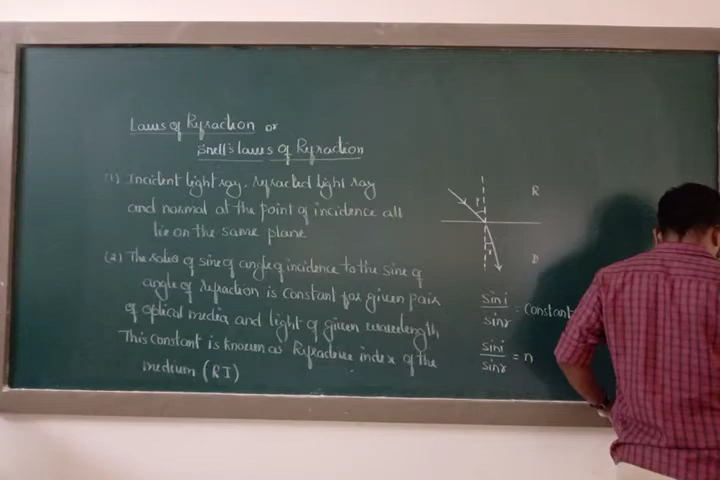 Laws of Refraction or
Snell's laws of Refraction
(1) Incident light ray, refracted light ray
and normal at the point of incidence all
lie on the same plane
(2) The ratio of sine of angle of incidence to the sine of
angle of refraction is constant for given pair
of optical media and light of given wavelength
This constant is known as Refractive index of the
medium (RI)
R
i
r
D
sin i
sin r
= Constant
sin i
sin r
= n